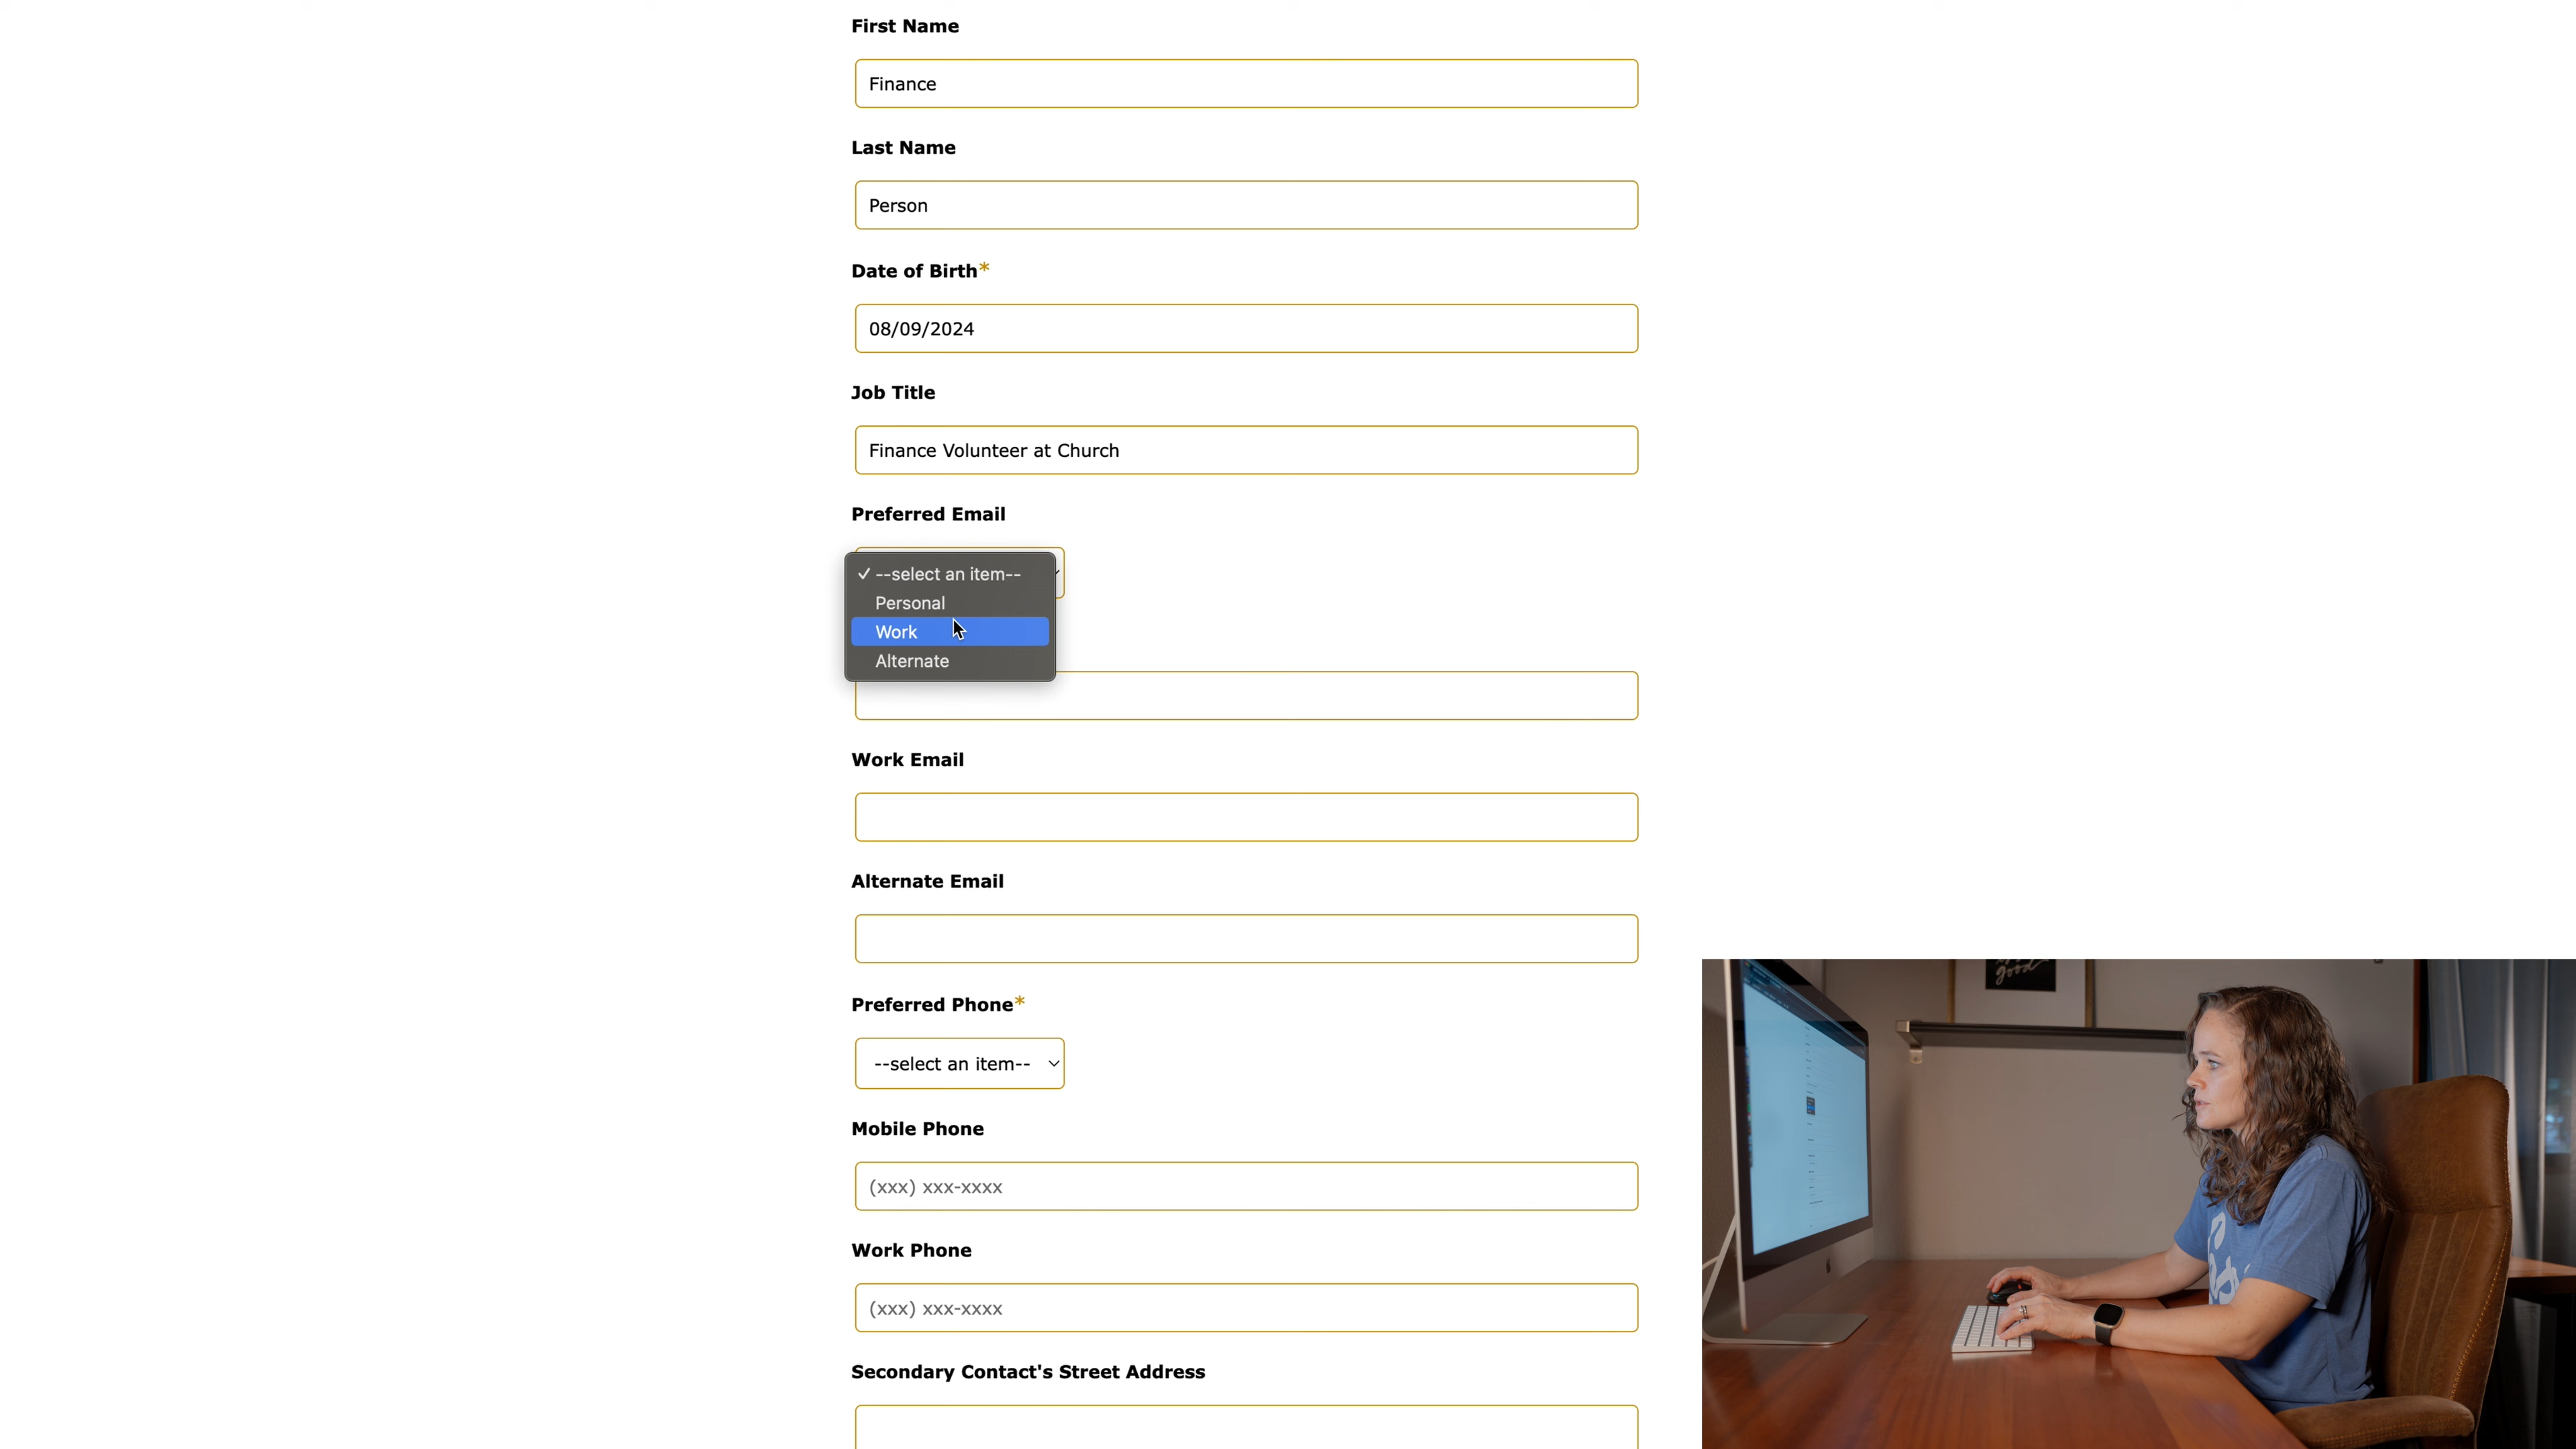 First Name
Finance
Last Name
Person
Date of Birth*
08/09/2024
Job Title
Finance Volunteer at Church
Preferred Email
✓ --select an item--
Personal
Work
Alternate
Work Email
Alternate Email
Preferred Phone*
--select an item--
Mobile Phone
(xxx) xxx-xxxx
Work Phone
(xxx) xxx-xxxx
Secondary Contact's Street Address
good